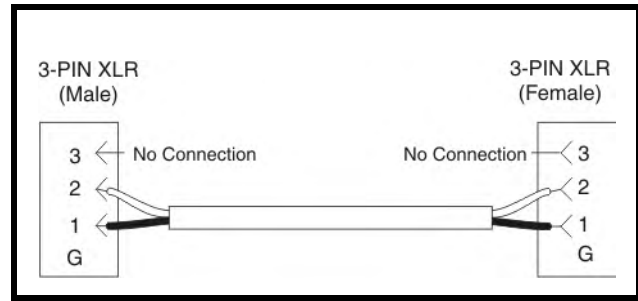 3-PIN XLR
(Male)
3-PIN XLR
(Female)
3
No Connection
No Connection
3
2
2
1
1
G
G